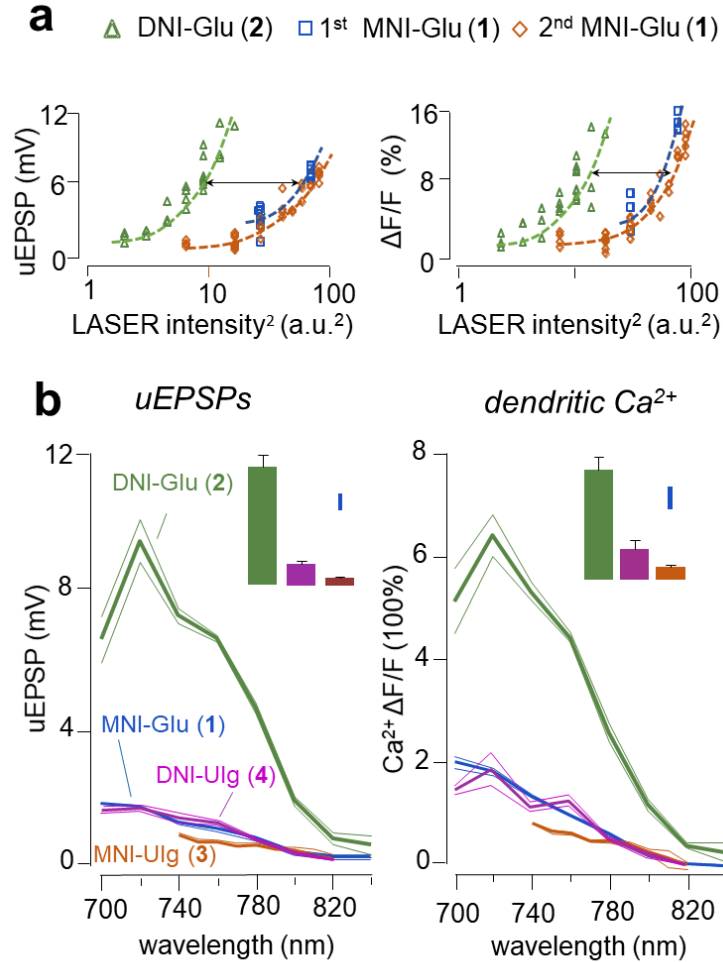 a
DNI-Glu (2) 1st MNI-Glu (1) 2nd MNI-Glu (1)
12
6
0
uEPSP (mV)
1 10 100
LASER intensity² (a.u.²)
16
8
0
ΔF/F (%)
1 100
LASER intensity² (a.u.²)
b
uEPSPs
dendritic Ca²⁺
12
8
4
0
uEPSP (mV)
DNI-Glu (2)
MNI-Glu (1)
DNI-Ulg (4)
MNI-Ulg (3)
700 740 780 820
wavelength (nm)
8
6
4
2
0
Ca²⁺ ΔF/F (100%)
700 740 780 820
wavelength (nm)